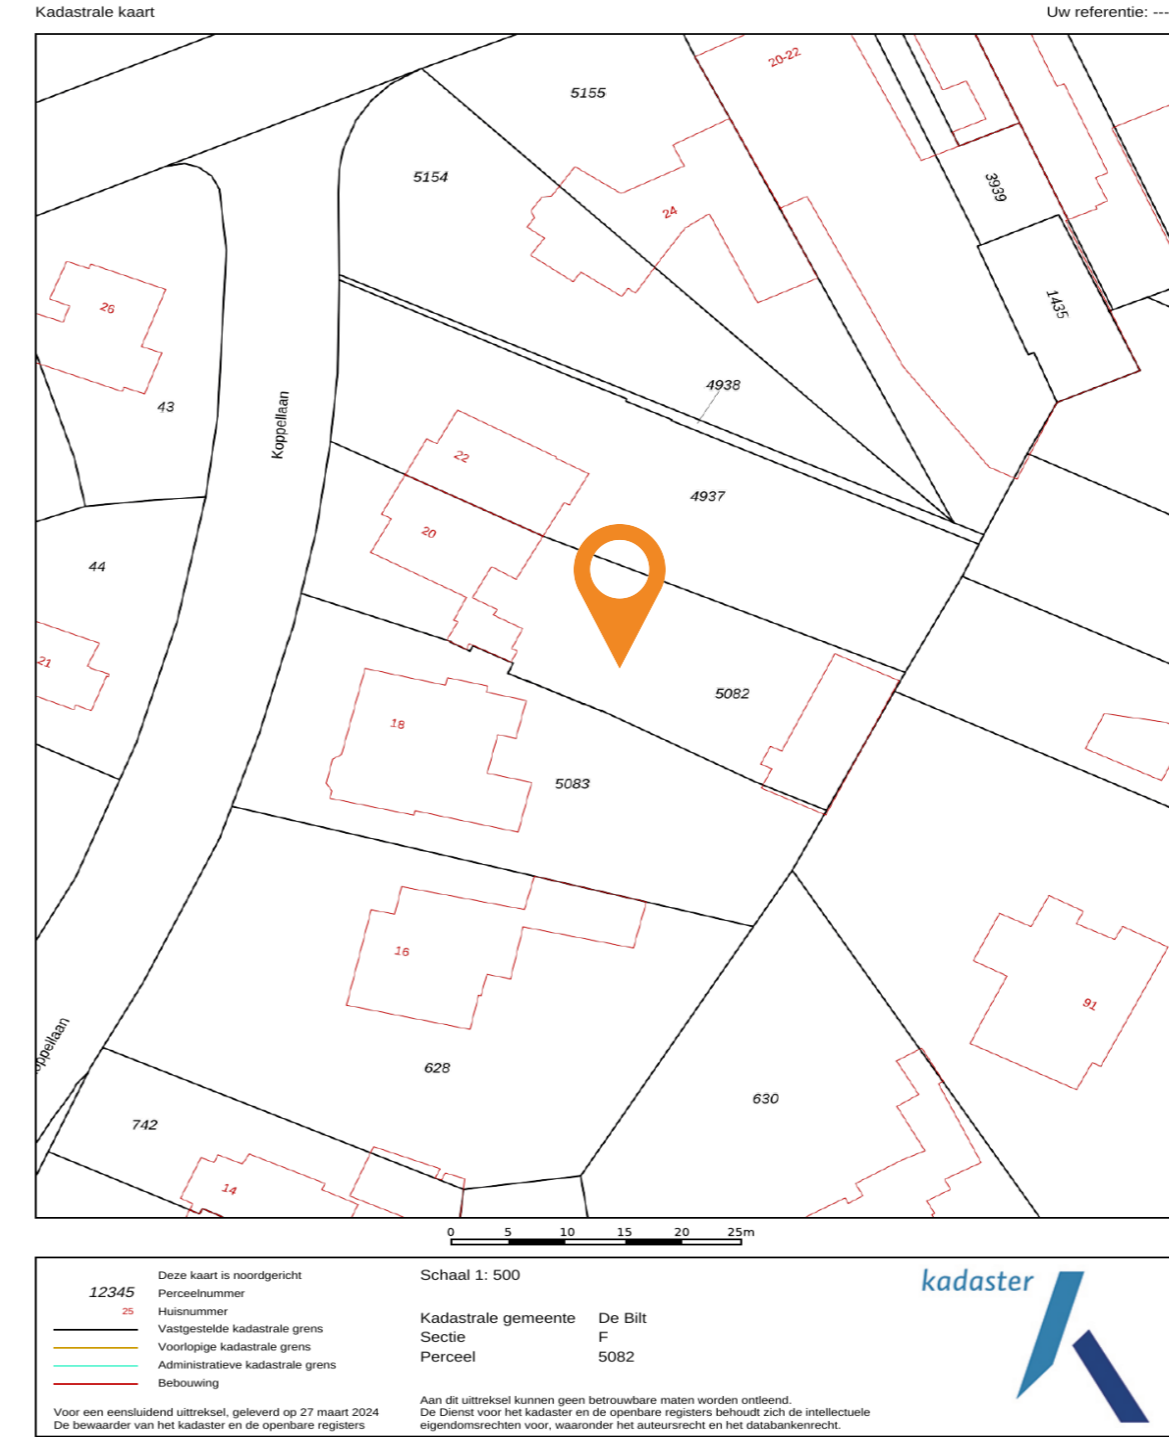 Kadastrale kaart
Uw referentie: ---
20-22
5155
5154
3939
24
26
1435
4938
43
Koppellaan
22
4937
20
44
21
5082
18
5083
16
91
oppellaan
628
630
742
14
0 5 10 15 20 25m
Deze kaart is noordgericht
12345 Perceelnummer
25 Huisnummer
Vastgestelde kadastrale grens
Voorlopige kadastrale grens
Administratieve kadastrale grens
Bebouwing
Voor een eensluidend uittreksel, geleverd op 27 maart 2024
De bewaarder van het kadaster en de openbare registers
Schaal 1: 500
Kadastrale gemeente De Bilt
Sectie F
Perceel 5082
Aan dit uittreksel kunnen geen betrouwbare maten worden ontleend.
De Dienst voor het kadaster en de openbare registers behoudt zich de intellectuele
eigendomsrechten voor, waaronder het auteursrecht en het databankenrecht.
kadaster